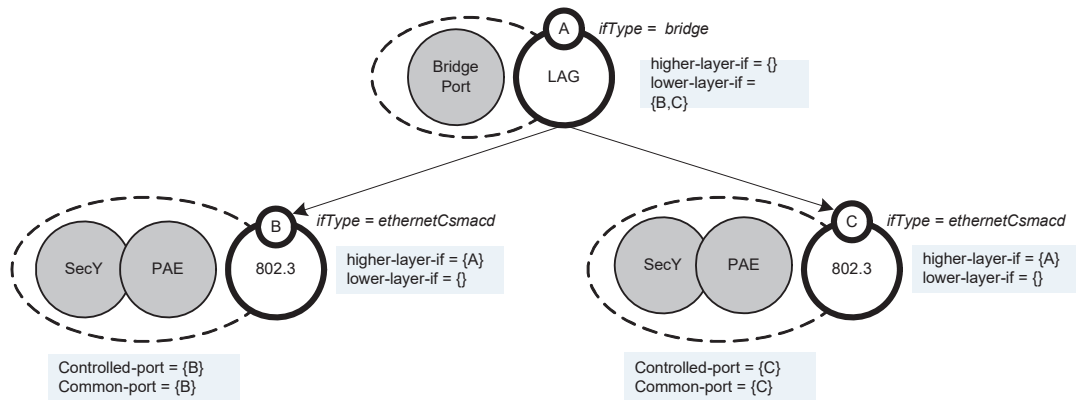 A
ifType = bridge
Bridge
Port
LAG
higher-layer-if = {}
lower-layer-if =
{B,C}
B
ifType = ethernetCsmacd
SecY
PAE
802.3
higher-layer-if = {A}
lower-layer-if = {}
Controlled-port = {B}
Common-port = {B}
C
ifType = ethernetCsmacd
SecY
PAE
802.3
higher-layer-if = {A}
lower-layer-if = {}
Controlled-port = {C}
Common-port = {C}